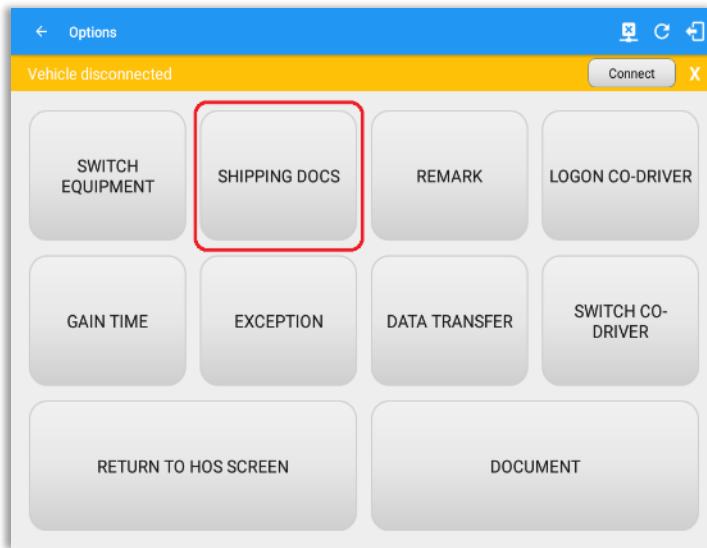 Options
Vehicle disconnected
Connect
X
SWITCH
EQUIPMENT
SHIPPING DOCS
REMARK
LOGON CO-DRIVER
GAIN TIME
EXCEPTION
DATA TRANSFER
SWITCH CO-
DRIVER
RETURN TO HOS SCREEN
DOCUMENT